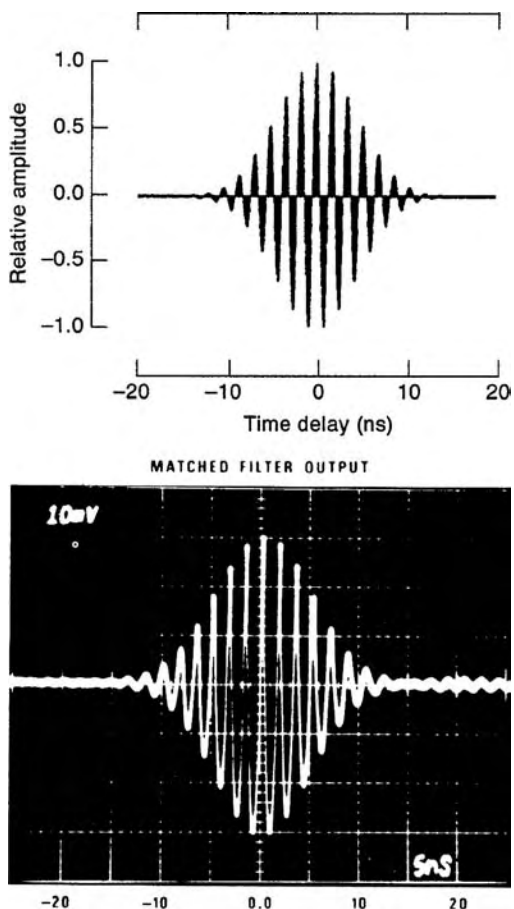 1.0
0.5
0.0
−0.5
−1.0
Relative amplitude
−20 −10 0 10 20
Time delay (ns)
MATCHED FILTER OUTPUT
10mV
5nS
-20 -10 0.0 10 20